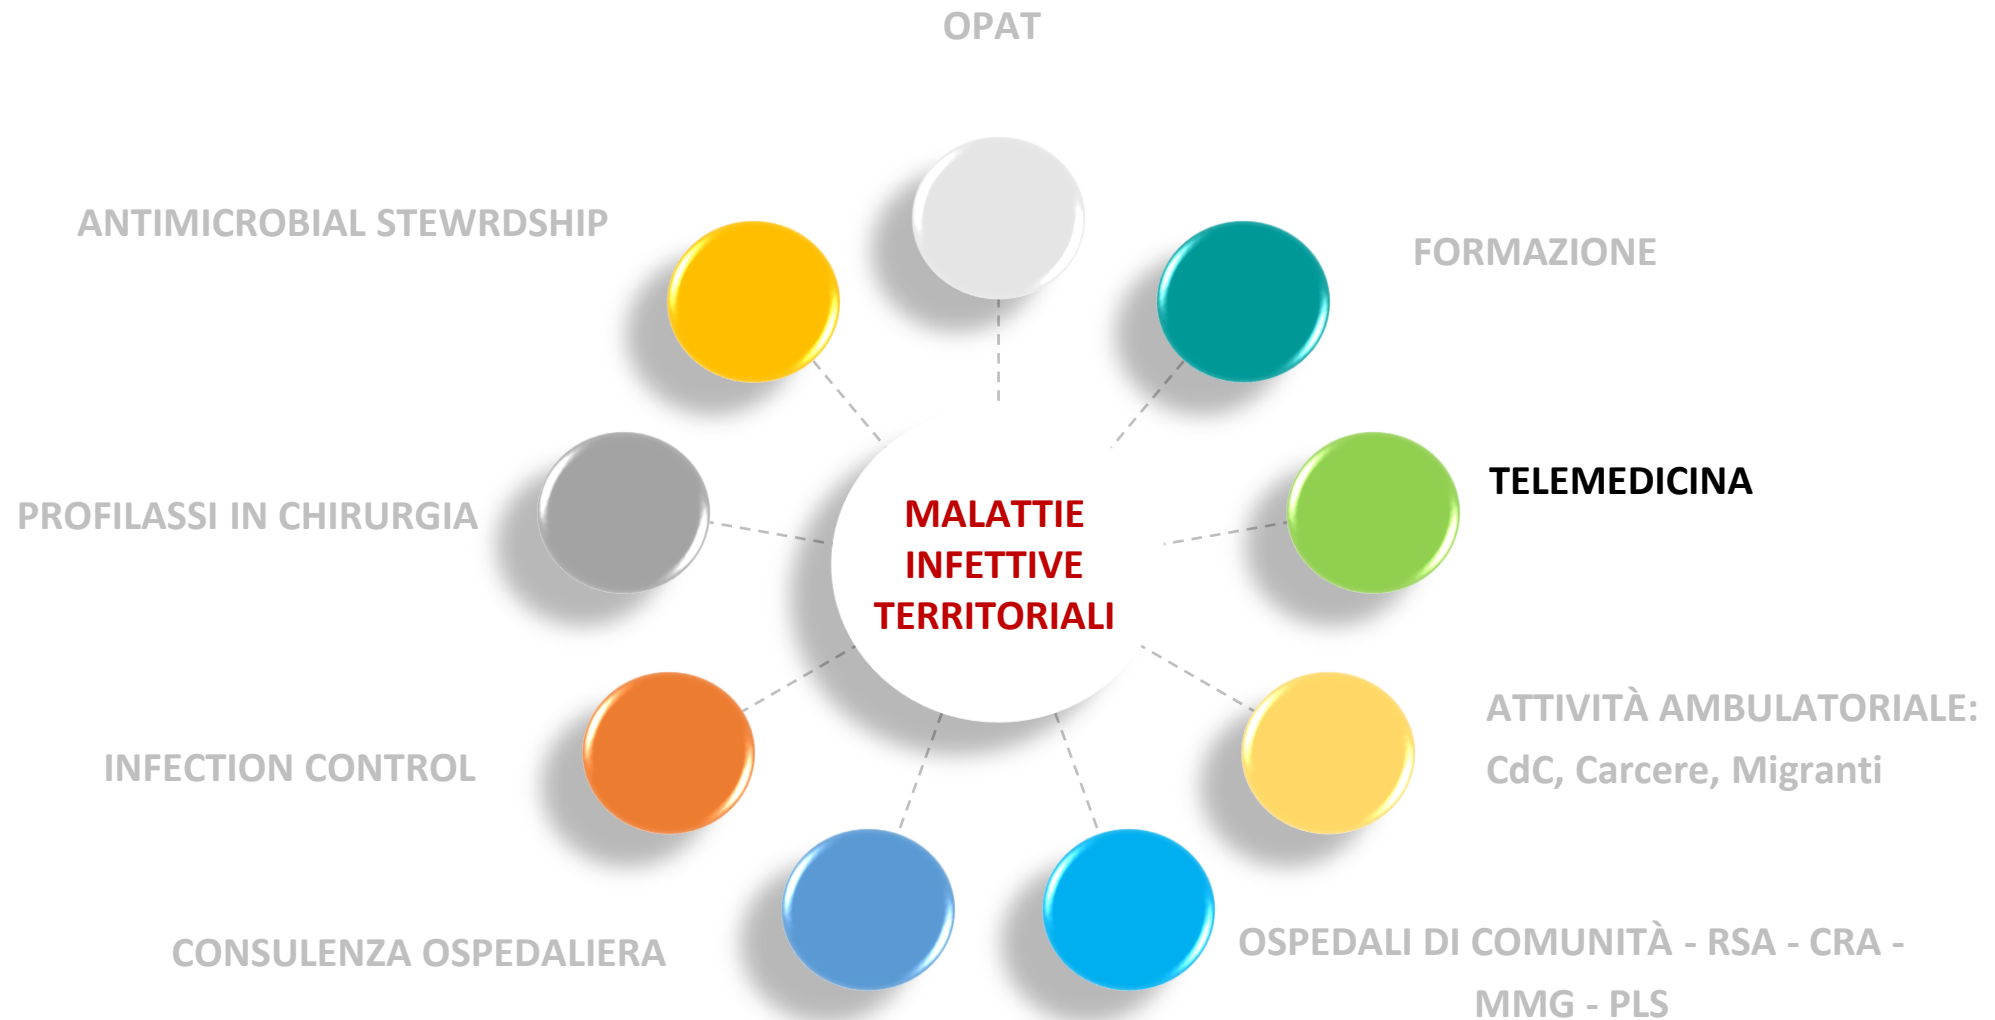 OPAT
ANTIMICROBIAL STEWRDSHIP
FORMAZIONE
TELEMEDICINA
PROFILASSI IN CHIRURGIA
MALATTIE
INFETTIVE
TERRITORIALI
ATTIVITÀ AMBULATORIALE:
CdC, Carcere, Migranti
INFECTION CONTROL
CONSULENZA OSPEDALIERA
OSPEDALI DI COMUNITÀ - RSA - CRA -
MMG - PLS